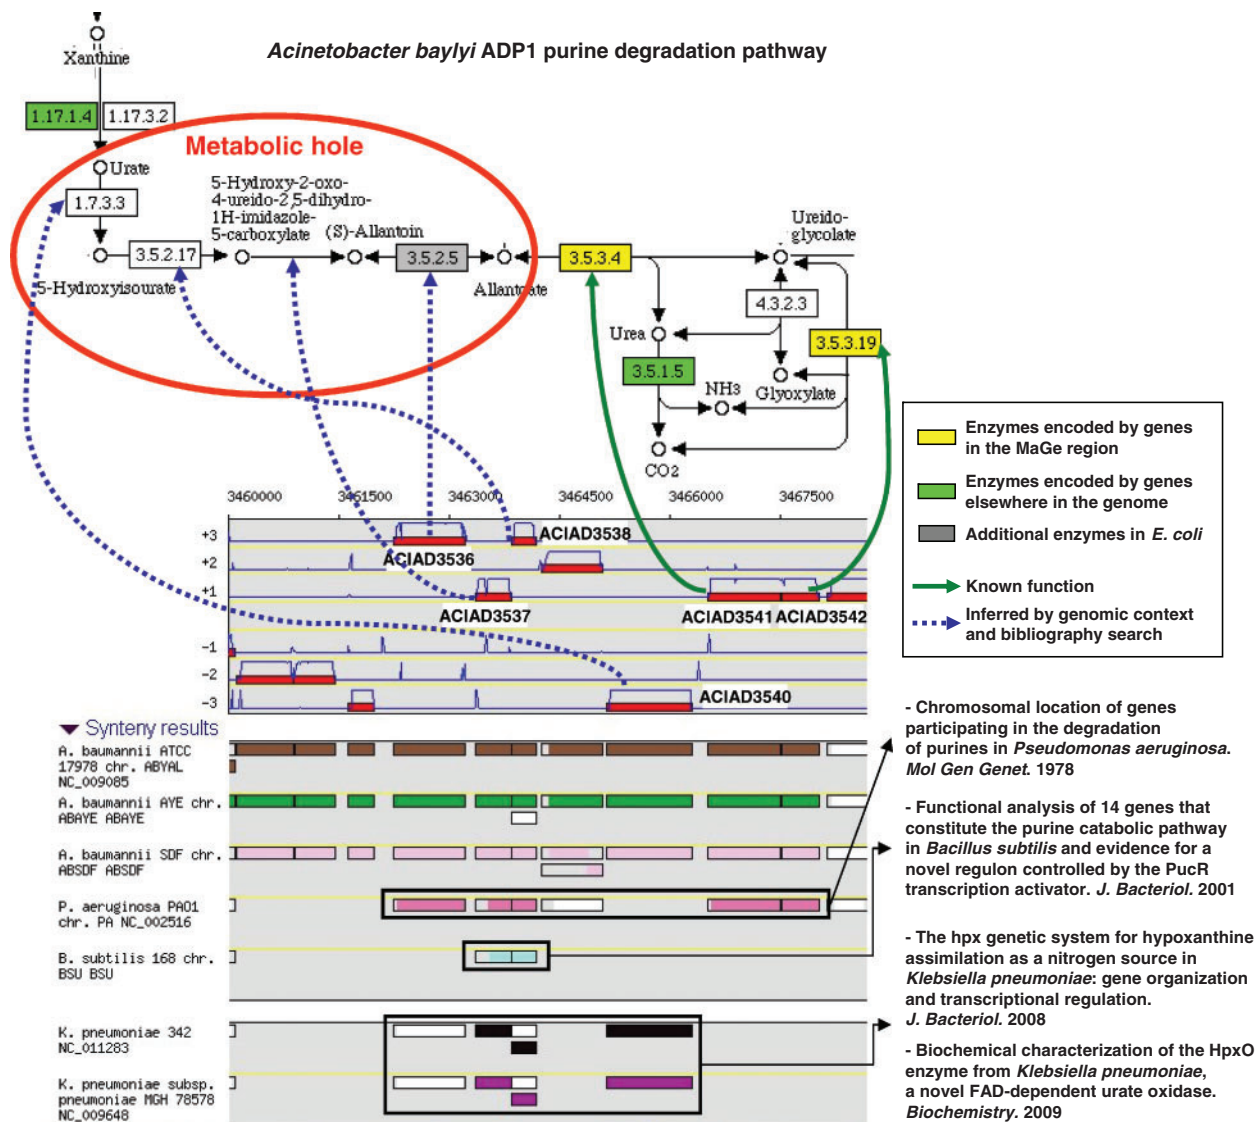 Acinetobacter baylyi ADP1 purine degradation pathway
Xanthine
1.17.1.4
1.17.3.2
Metabolic hole
Urate
1.7.3.3
5-Hydroxy-2-oxo-
4-ureido-2,5-dihydro-
1H-imidazole-
5-carboxylate
(S)-Allantoin
3.5.2.17
5-Hydroxyisourate
3.5.2.5
Allantoate
3.5.3.4
Ureido-
glycolate
4.3.2.3
Urea
3.5.3.19
3.5.1.5
NH3
Glyoxylate
CO2
Enzymes encoded by genes
in the MaGe region
Enzymes encoded by genes
elsewhere in the genome
Additional enzymes in E. coli
Known function
Inferred by genomic context
and bibliography search
3460000
3461500
3463000
3464500
3466000
3467500
+3
ACIAD3536
ACIAD3538
+2
+1
ACIAD3537
ACIAD3541
ACIAD3542
-1
-2
-3
ACIAD3540
Synteny results
A. baumannii ATCC
17978 chr. ABYAL
NC_009085
A. baumannii AYE chr.
ABAYE ABAYE
A. baumannii SDF chr.
ABSDF ABSDF
P. aeruginosa PAO1
chr. PA NC_002516
B. subtilis 168 chr.
BSU BSU
K. pneumoniae 342
NC_011283
K. pneumoniae subsp.
pneumoniae MGH 78578
NC_009648
- Chromosomal location of genes
participating in the degradation
of purines in Pseudomonas aeruginosa.
Mol Gen Genet. 1978
- Functional analysis of 14 genes that
constitute the purine catabolic pathway
in Bacillus subtilis and evidence for a
novel regulon controlled by the PucR
transcription activator. J. Bacteriol. 2001
- The hpx genetic system for hypoxanthine
assimilation as a nitrogen source in
Klebsiella pneumoniae: gene organization
and transcriptional regulation.
J. Bacteriol. 2008
- Biochemical characterization of the HpxO
enzyme from Klebsiella pneumoniae,
a novel FAD-dependent urate oxidase.
Biochemistry. 2009